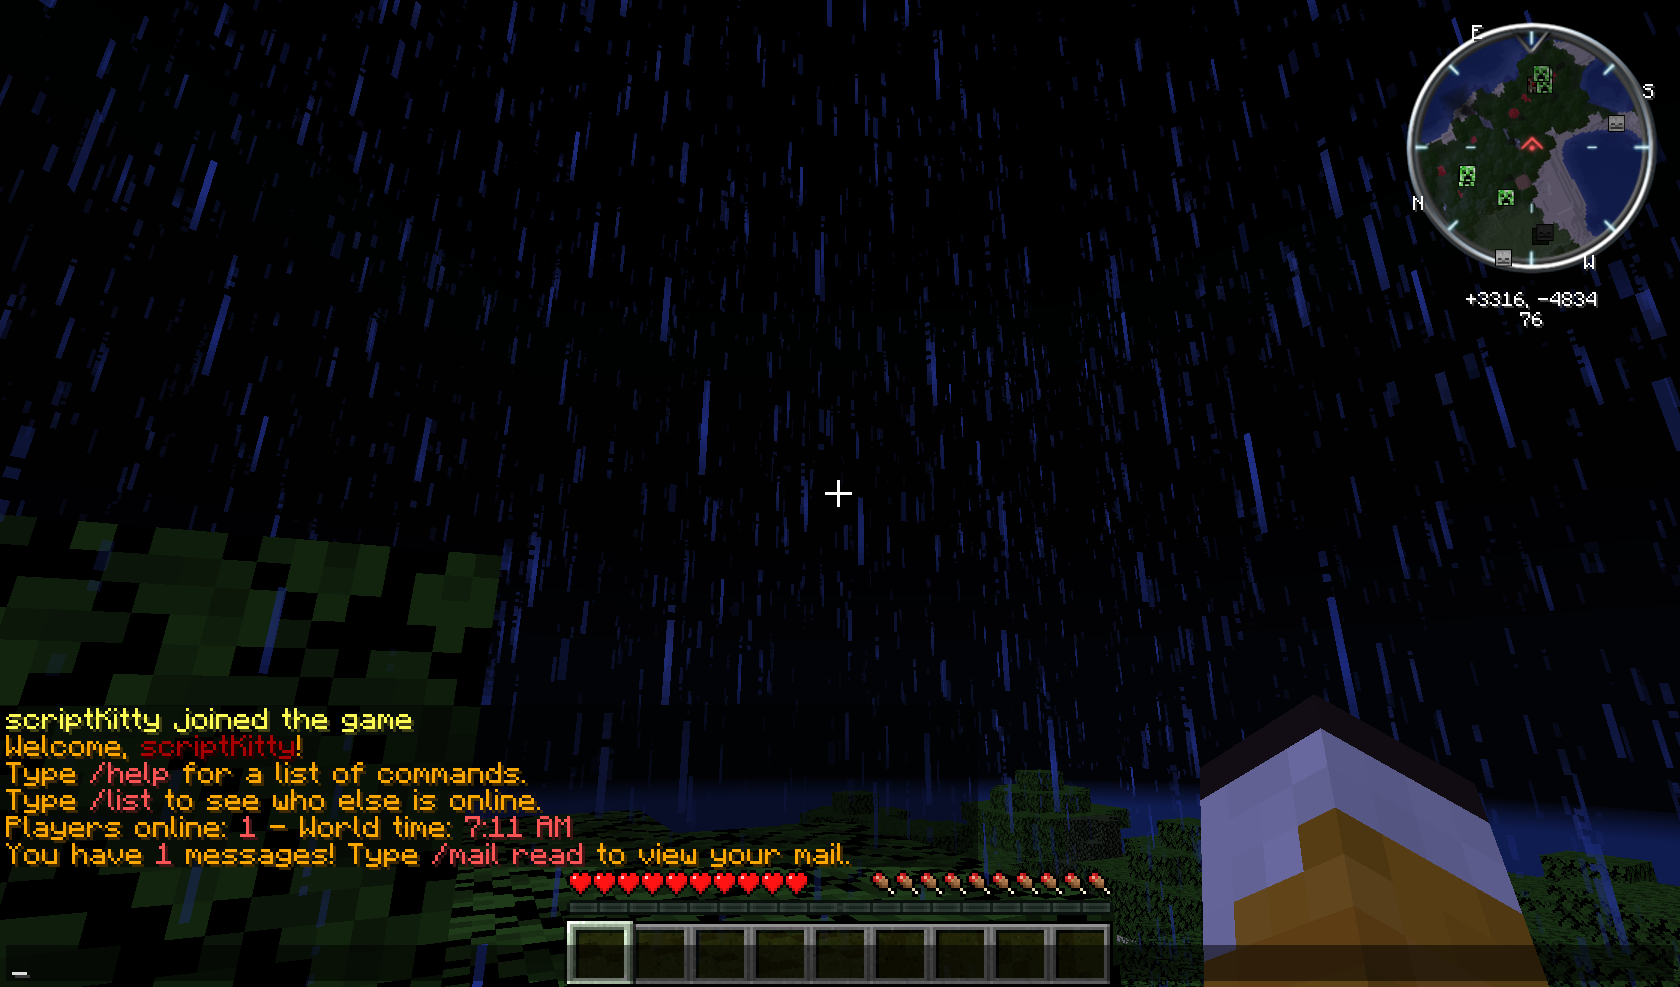 E
S
N
W
+3316, -4834
76
scriptKitty joined the game
Welcome, scriptKitty!
Type /help for a list of commands.
Type /list to see who else is online.
Players online: 1 - World time: 7:11 AM
You have 1 messages! Type /mail read to view your mail.
_